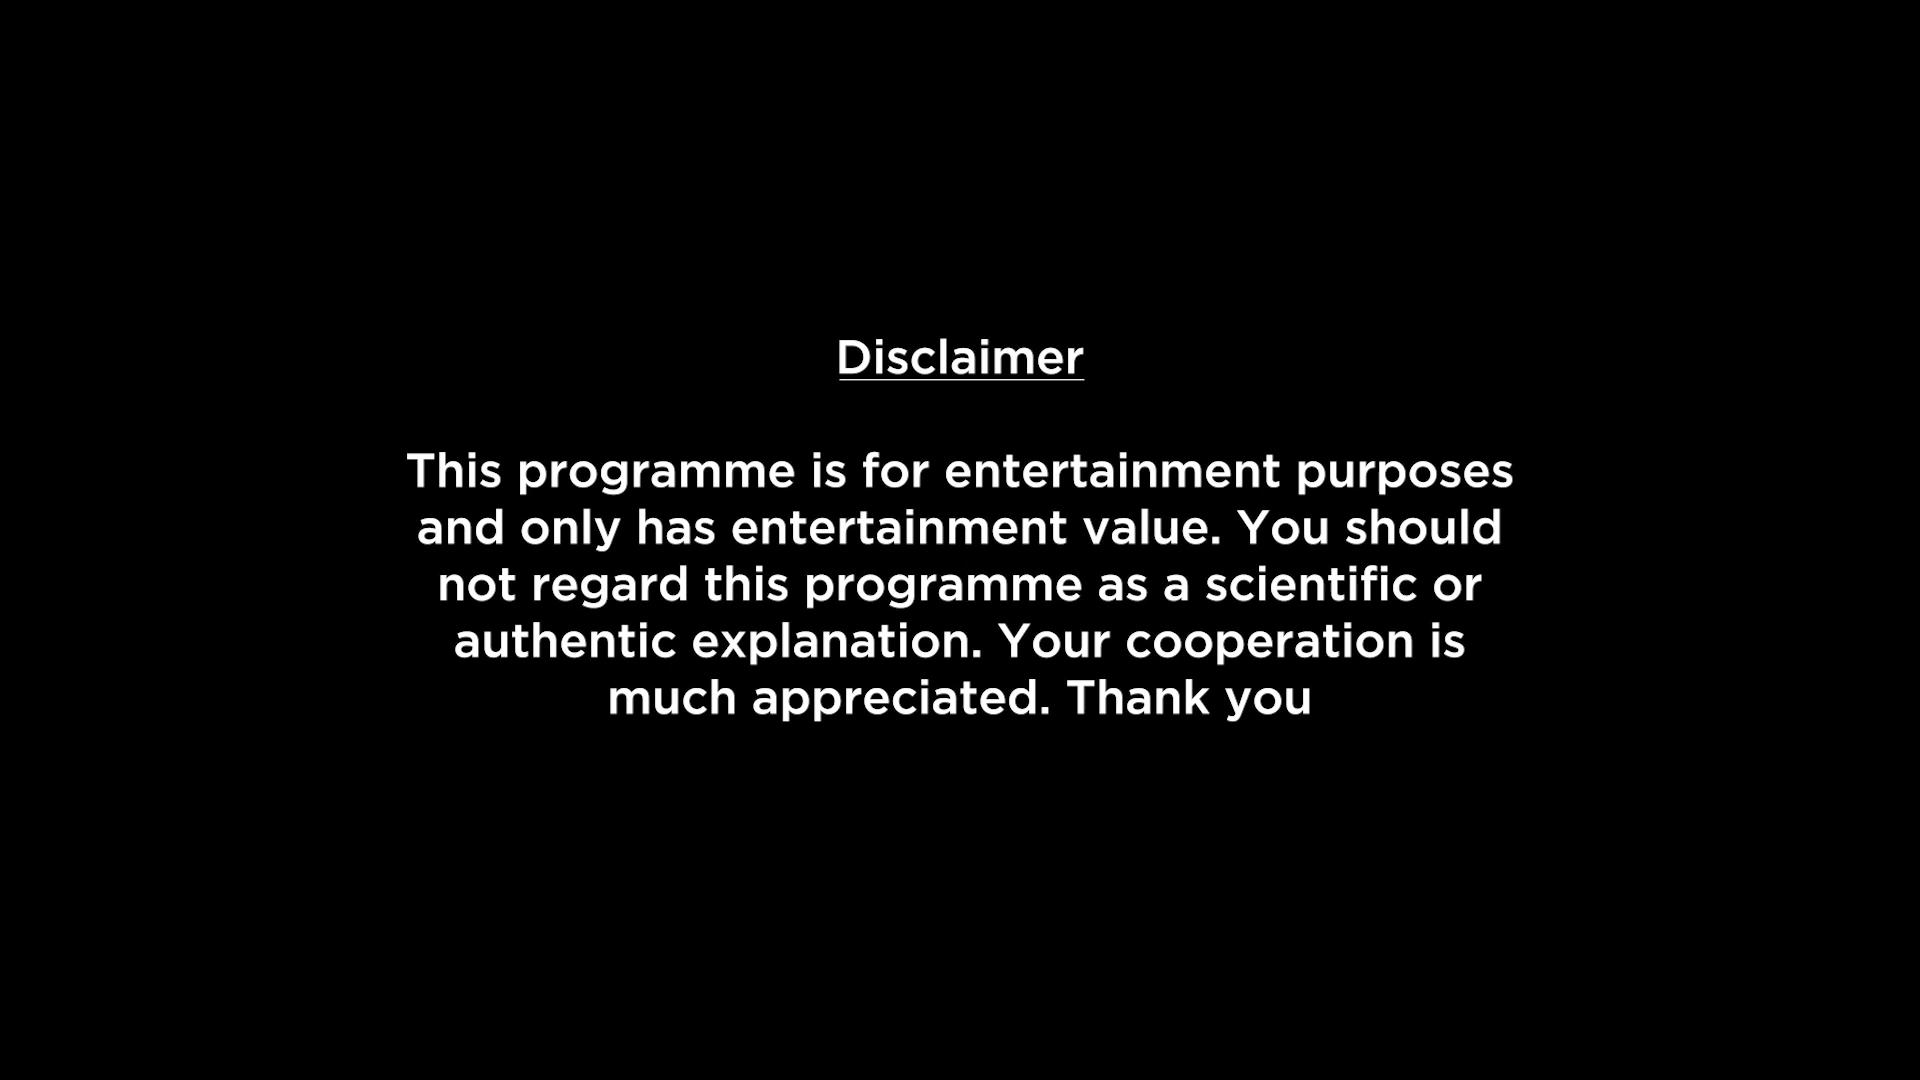 Disclaimer
This programme is for entertainment purposes
and only has entertainment value. You should
not regard this programme as a scientific or
authentic explanation. Your cooperation is
much appreciated. Thank you